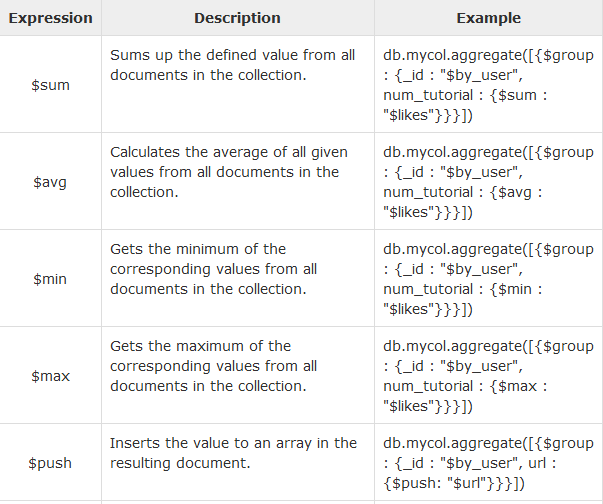 Expression Description Example
$sum
Sums up the defined value from all
documents in the collection.
db.mycol.aggregate([{$group
: {_id : "$by_user",
num_tutorial : {$sum :
"$likes"}}}])
$avg
Calculates the average of all given
values from all documents in the
collection.
db.mycol.aggregate([{$group
: {_id : "$by_user",
num_tutorial : {$avg :
"$likes"}}}])
$min
Gets the minimum of the
corresponding values from all
documents in the collection.
db.mycol.aggregate([{$group
: {_id : "$by_user",
num_tutorial : {$min :
"$likes"}}}])
$max
Gets the maximum of the
corresponding values from all
documents in the collection.
db.mycol.aggregate([{$group
: {_id : "$by_user",
num_tutorial : {$max :
"$likes"}}}])
$push
Inserts the value to an array in the
resulting document.
db.mycol.aggregate([{$group
: {_id : "$by_user", url :
{$push: "$url"}}}])